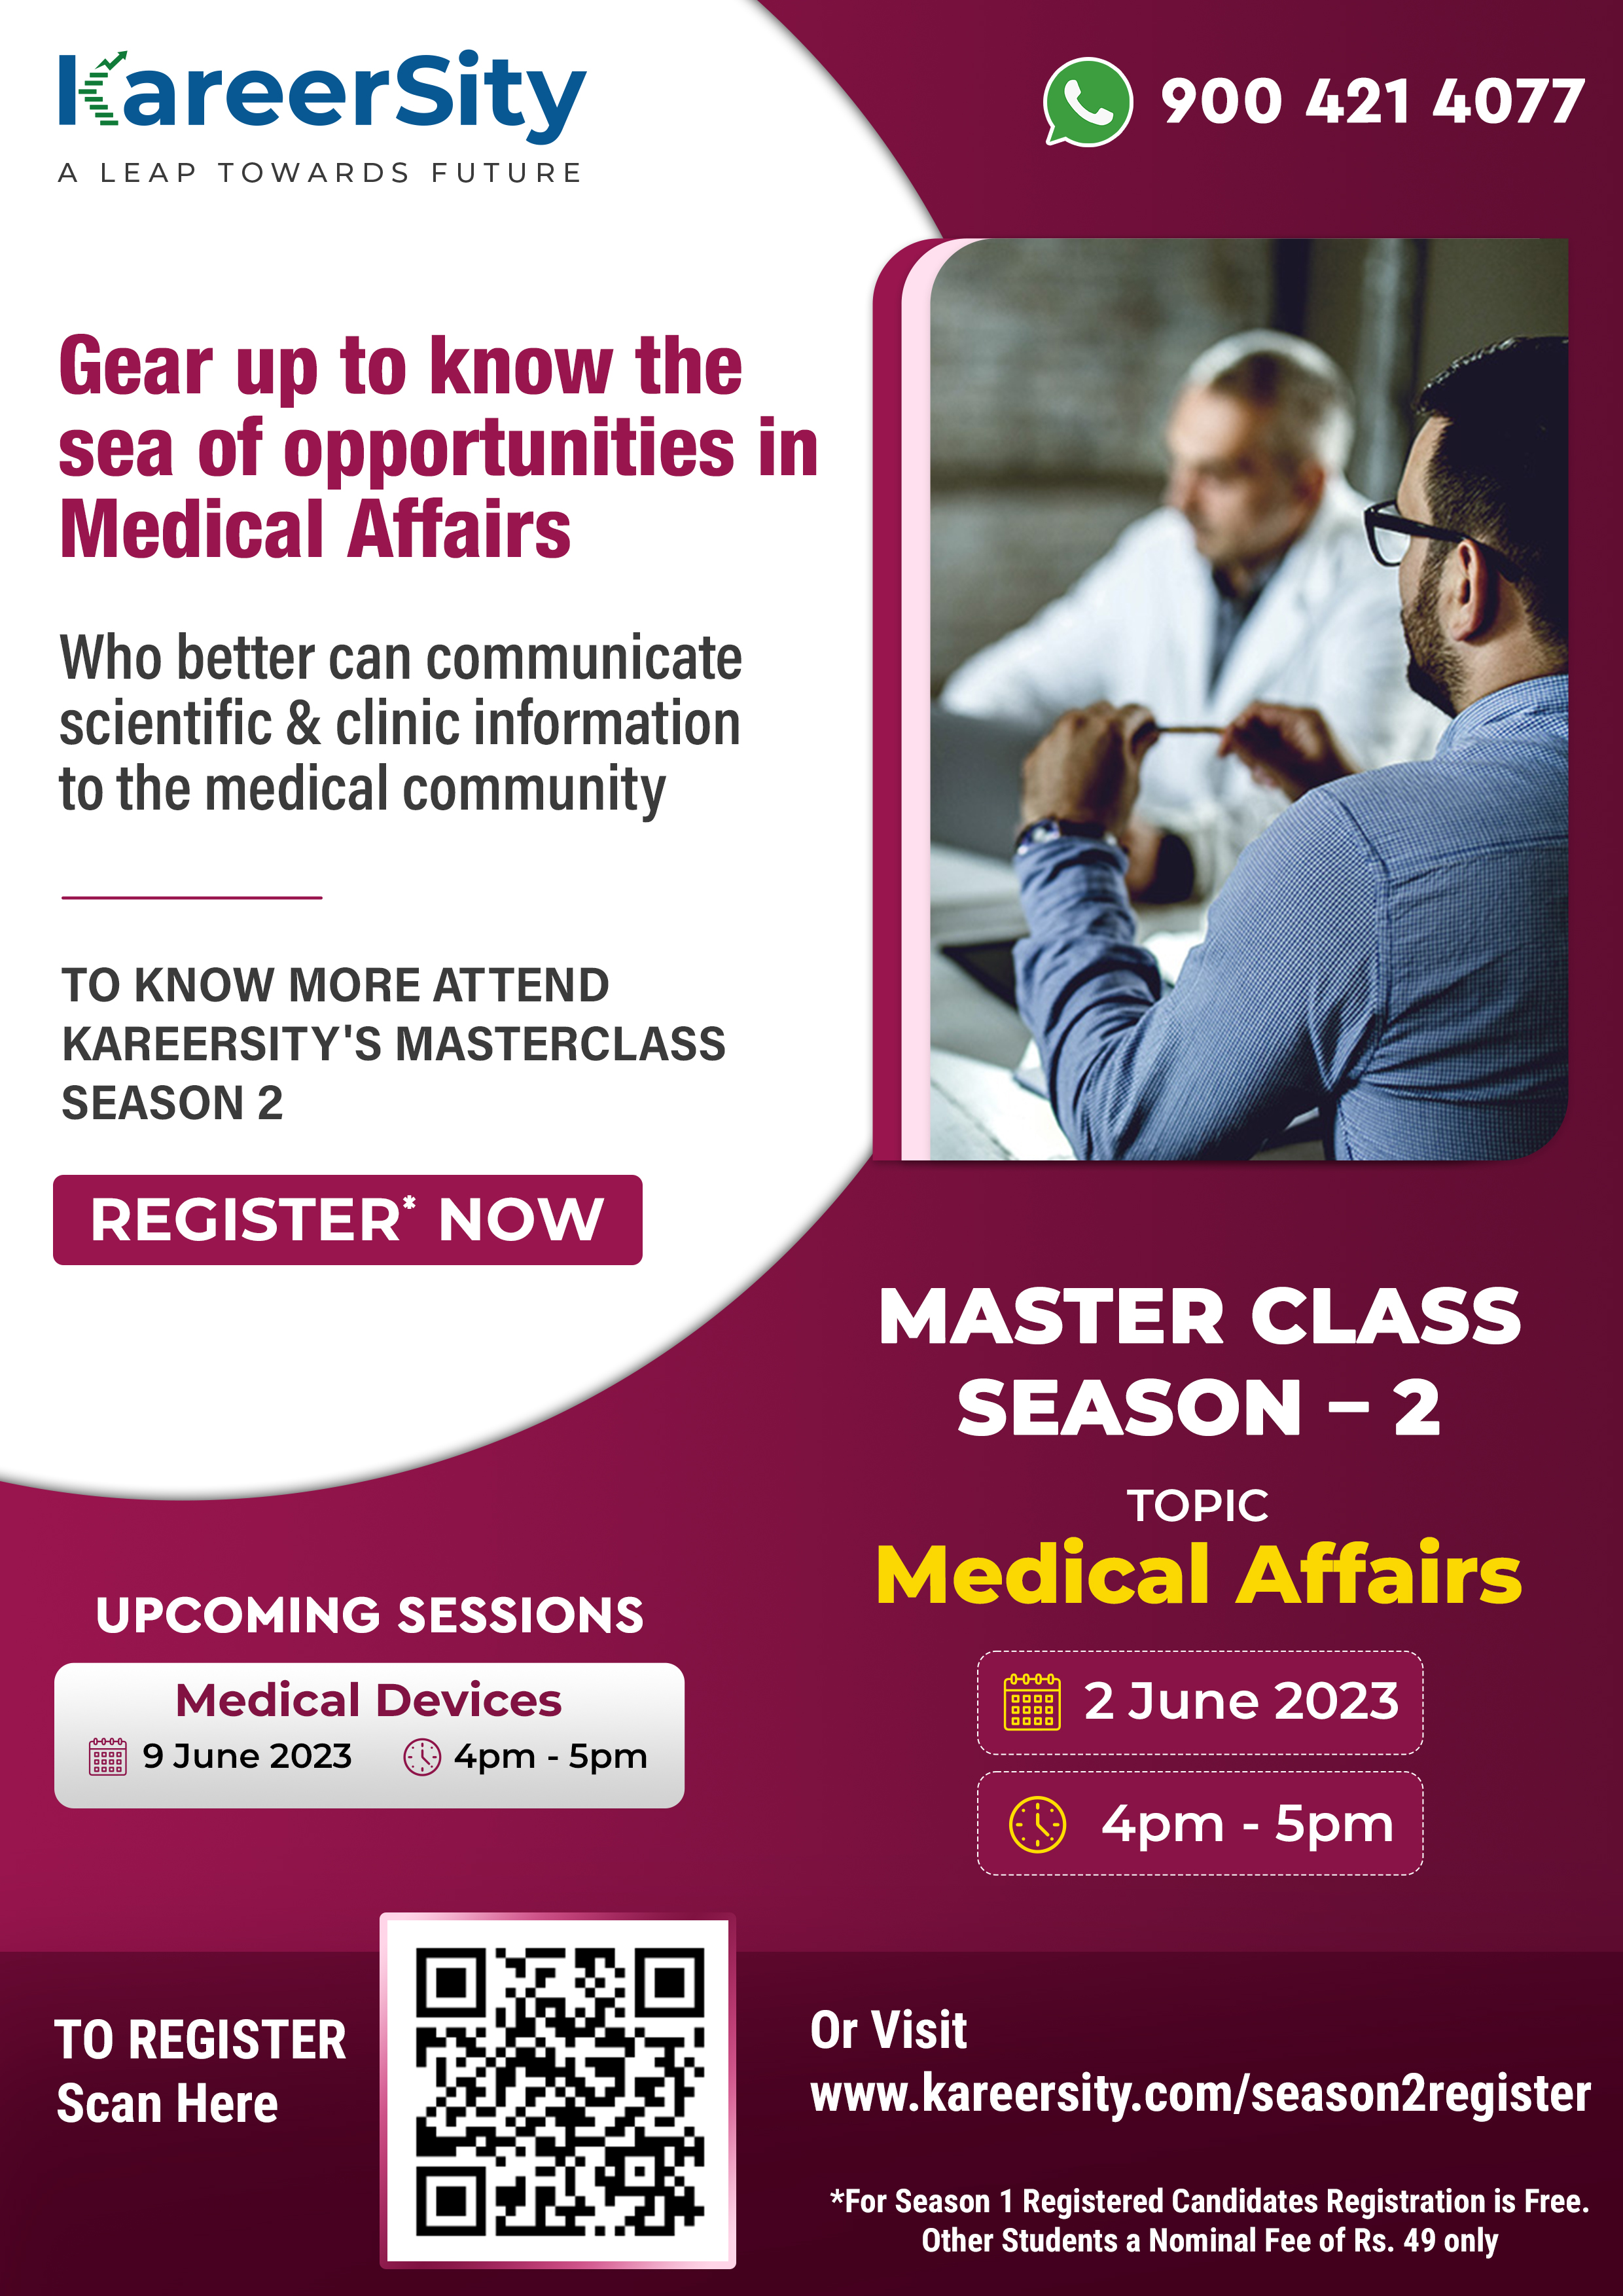 KareerSity
A LEAP TOWARDS FUTURE
900 421 4077
Gear up to know the
sea of opportunities in
Medical Affairs
Who better can communicate
scientific & clinic information
to the medical community
TO KNOW MORE ATTEND
KAREERSITY'S MASTERCLASS
SEASON 2
REGISTER* NOW
MASTER CLASS
SEASON – 2
TOPIC
Medical Affairs
2 June 2023
4pm - 5pm
UPCOMING SESSIONS
Medical Devices
9 June 2023 4pm - 5pm
TO REGISTER
Scan Here
Or Visit
www.kareersity.com/season2register
*For Season 1 Registered Candidates Registration is Free.
Other Students a Nominal Fee of Rs. 49 only